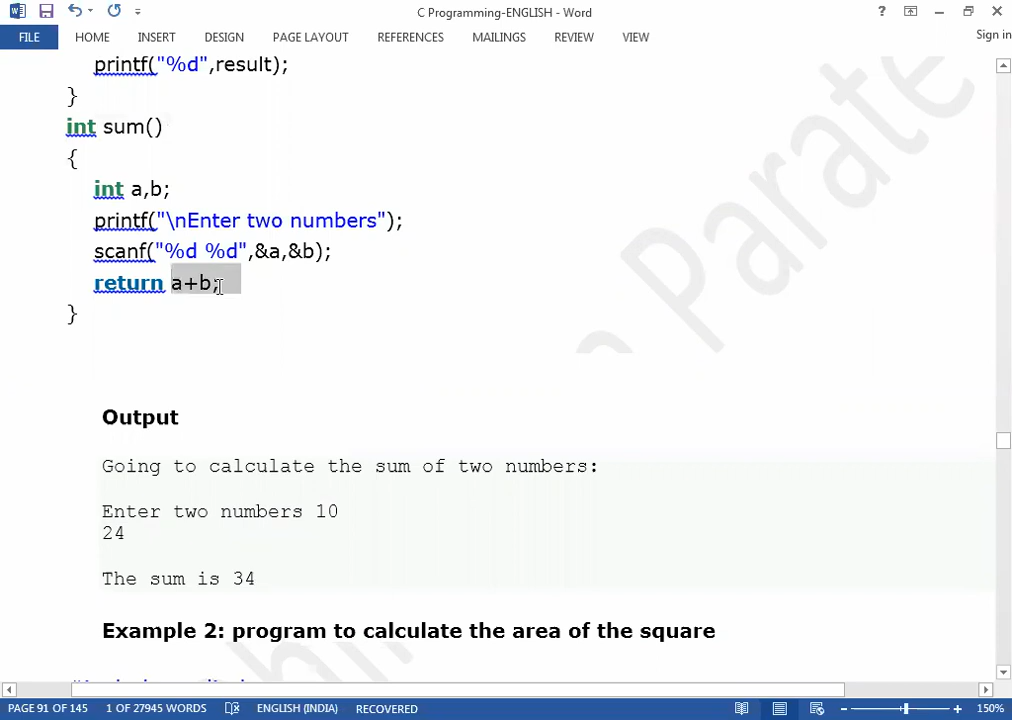 C Programming-ENGLISH - Word
Sign in
FILE HOME INSERT DESIGN PAGE LAYOUT REFERENCES MAILINGS REVIEW VIEW
printf("%d",result);
}
int sum()
{
int a,b;
printf("\nEnter two numbers");
scanf("%d %d",&a,&b);
return a+b;
}
Output
Going to calculate the sum of two numbers:
Enter two numbers 10
24
The sum is 34
Example 2: program to calculate the area of the square
PAGE 91 OF 145 1 OF 27945 WORDS ENGLISH (INDIA) RECOVERED 150%